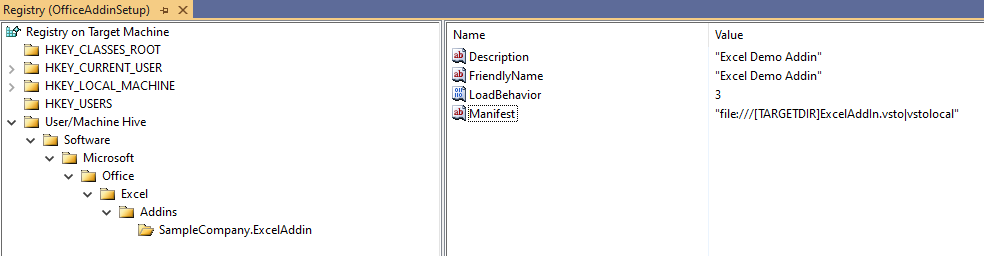 Registry (OfficeAddinSetup)
Registry on Target Machine
HKEY_CLASSES_ROOT
HKEY_CURRENT_USER
HKEY_LOCAL_MACHINE
HKEY_USERS
User/Machine Hive
Software
Microsoft
Office
Excel
Addins
SampleCompany.ExcelAddin
Name Value
Description "Excel Demo Addin"
FriendlyName "Excel Demo Addin"
LoadBehavior 3
Manifest "file:///[TARGETDIR]ExcelAddIn.vsto|vstolocal"